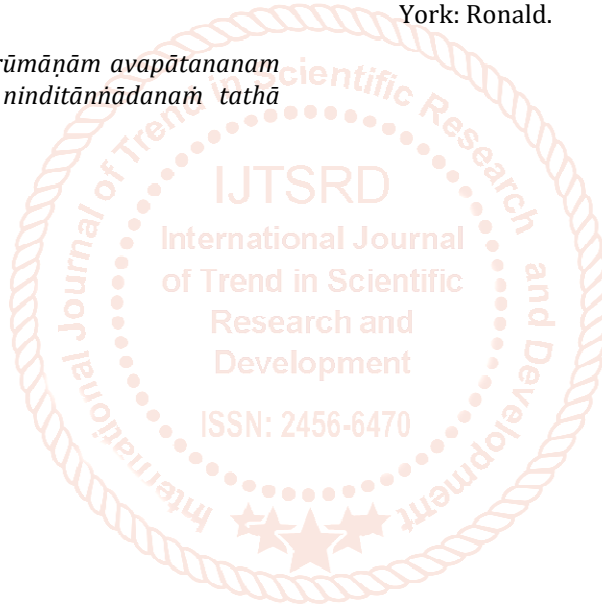 York: Ronald.
rūmāṇām avapātananam
ninditānṅādanaṁ tathā
International Journal of Trend in Scientific Research and Development
IJTSRD
International Journal
of Trend in Scientific
Research and
Development
ISSN: 2456-6470